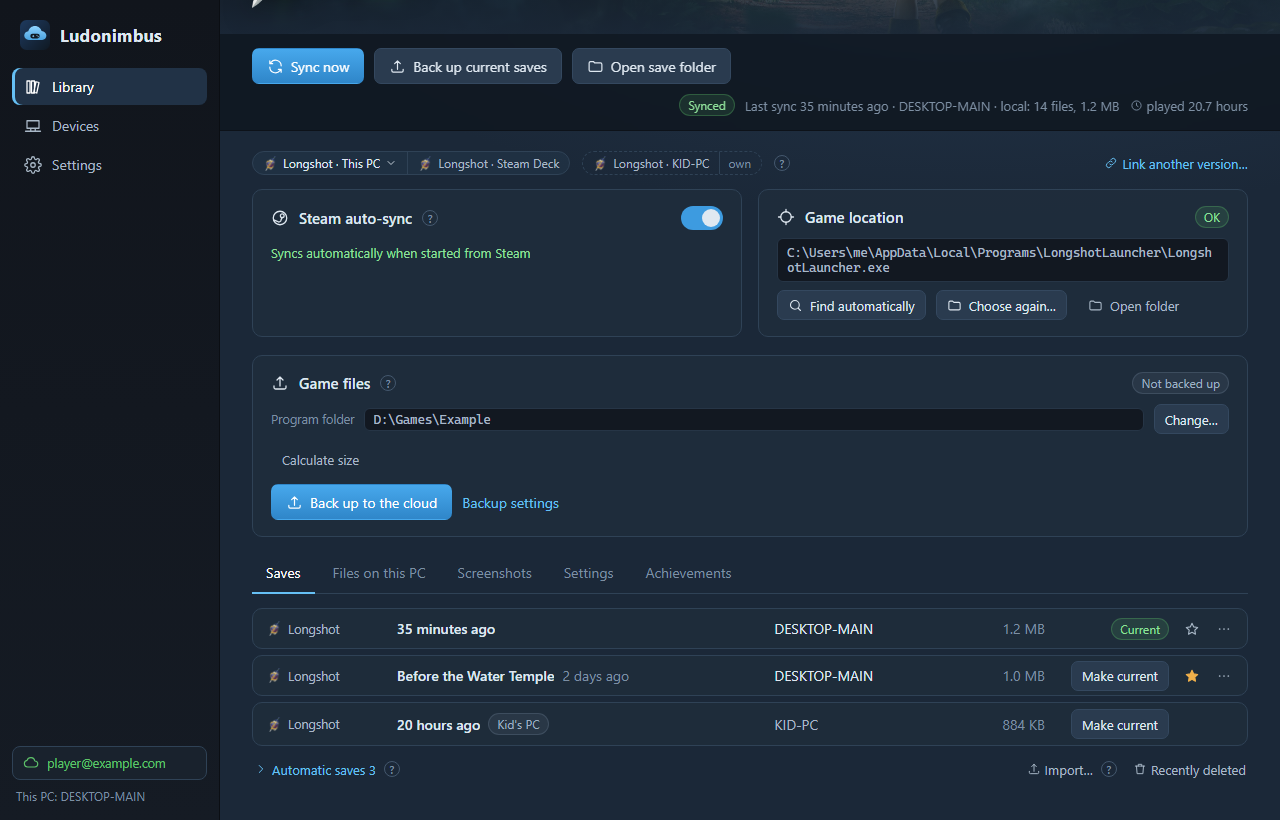 Ludonimbus
Library
Devices
Settings
player@example.com
This PC: DESKTOP-MAIN
Sync now
Back up current saves
Open save folder
Synced
Last sync 35 minutes ago · DESKTOP-MAIN · local: 14 files, 1.2 MB
played 20.7 hours
Longshot · This PC
Longshot · Steam Deck
Longshot · KID-PC
own
?
Link another version...
Steam auto-sync
?
Syncs automatically when started from Steam
Game location
OK
C:\Users\me\AppData\Local\Programs\LongshotLauncher\Longsh
otLauncher.exe
Find automatically
Choose again...
Open folder
Game files
?
Not backed up
Program folder
D:\Games\Example
Change...
Calculate size
Back up to the cloud
Backup settings
Saves
Files on this PC
Screenshots
Settings
Achievements
Longshot
35 minutes ago
DESKTOP-MAIN
1.2 MB
Current
Longshot
Before the Water Temple 2 days ago
DESKTOP-MAIN
1.0 MB
Make current
Longshot
20 hours ago
Kid's PC
KID-PC
884 KB
Make current
Automatic saves 3
?
Import...
?
Recently deleted